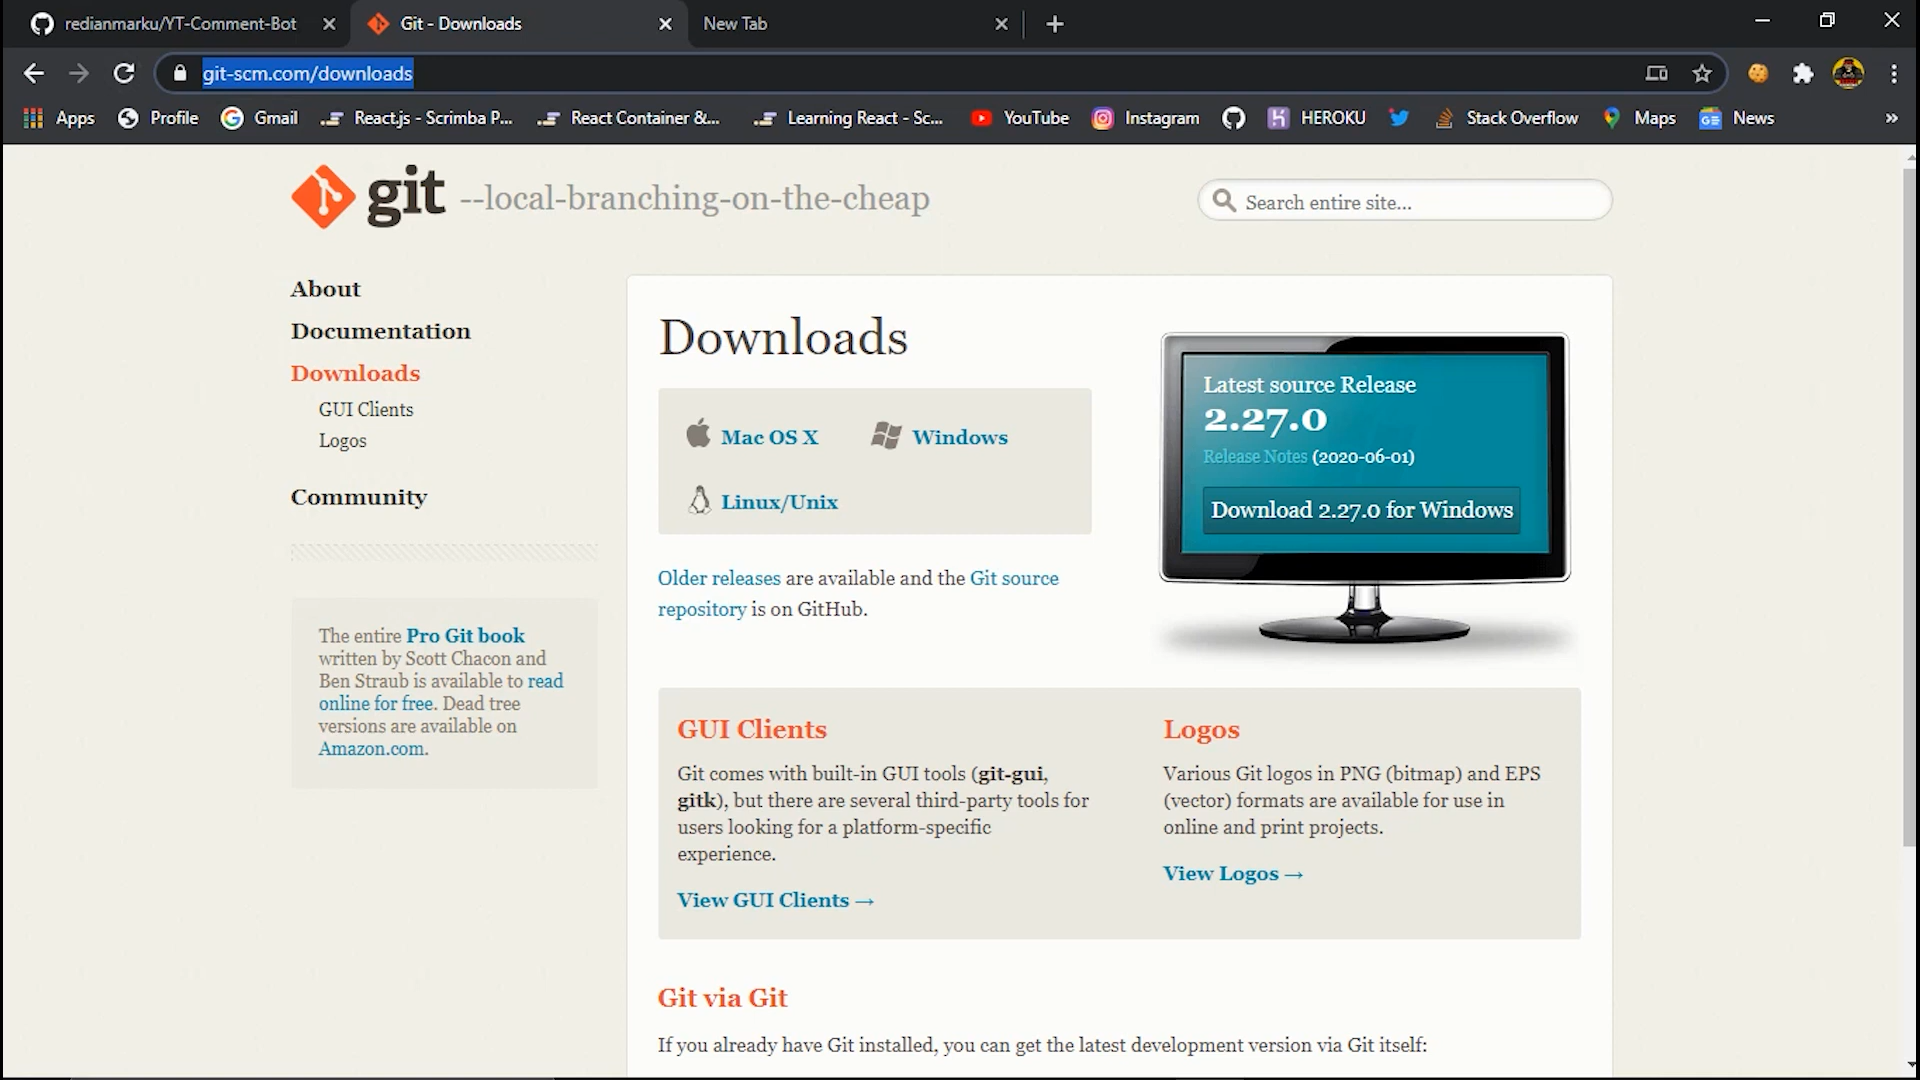 redianmarku/YT-Comment-Bot
Git - Downloads
New Tab
git-scm.com/downloads
Apps
Profile
Gmail
React.js - Scrimba P...
React Container &...
Learning React - Sc...
YouTube
Instagram
HEROKU
Stack Overflow
Maps
News
»
git --local-branching-on-the-cheap
Search entire site...
About
Documentation
Downloads
GUI Clients
Logos
Community
The entire Pro Git book
written by Scott Chacon and
Ben Straub is available to read
online for free. Dead tree
versions are available on
Amazon.com.
Downloads
Mac OS X
Windows
Linux/Unix
Older releases are available and the Git source
repository is on GitHub.
Latest source Release
2.27.0
Release Notes (2020-06-01)
Download 2.27.0 for Windows
GUI Clients
Git comes with built-in GUI tools (git-gui,
gitk), but there are several third-party tools for
users looking for a platform-specific
experience.
View GUI Clients →
Logos
Various Git logos in PNG (bitmap) and EPS
(vector) formats are available for use in
online and print projects.
View Logos →
Git via Git
If you already have Git installed, you can get the latest development version via Git itself: